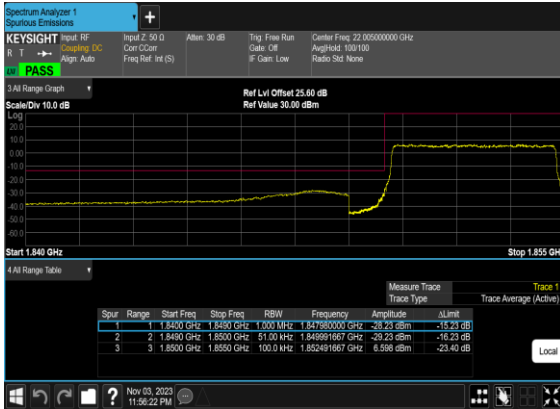 Spectrum Analyzer 1
Spurious Emissions
+
KEYSIGHT Input: RF Input Z: 50 Ω Atten: 30 dB Trig: Free Run Center Freq: 22.005000000 GHz
R T Coupling: DC Corr CCorr Gate: Off Avg|Hold: 100/100
Align: Auto Freq Ref: Int (S) IF Gain: Low Radio Std: None
PASS
3 All Range Graph
Ref Lvl Offset 25.60 dB
Scale/Div 10.0 dB Ref Value 30.00 dBm
Log
20.0
10.0
0.00
-10.0
-20.0
-30.0
-40.0
-50.0
-60.0
Start 1.840 GHz Stop 1.855 GH
4 All Range Table
Measure Trace Trace 1
Trace Type Trace Average (Active)
Spur Range Start Freq Stop Freq RBW Frequency Amplitude ΔLimit
1 1 1.8400 GHz 1.8490 GHz 1.000 MHz 1.847980000 GHz -28.23 dBm -15.23 dB
2 2 1.8490 GHz 1.8500 GHz 51.00 kHz 1.849991667 GHz -29.23 dBm -16.23 dB
3 3 1.8500 GHz 1.8550 GHz 100.0 kHz 1.852491667 GHz 6.598 dBm -23.40 dB
Local
?
Nov 03, 2023
11:56:22 PM